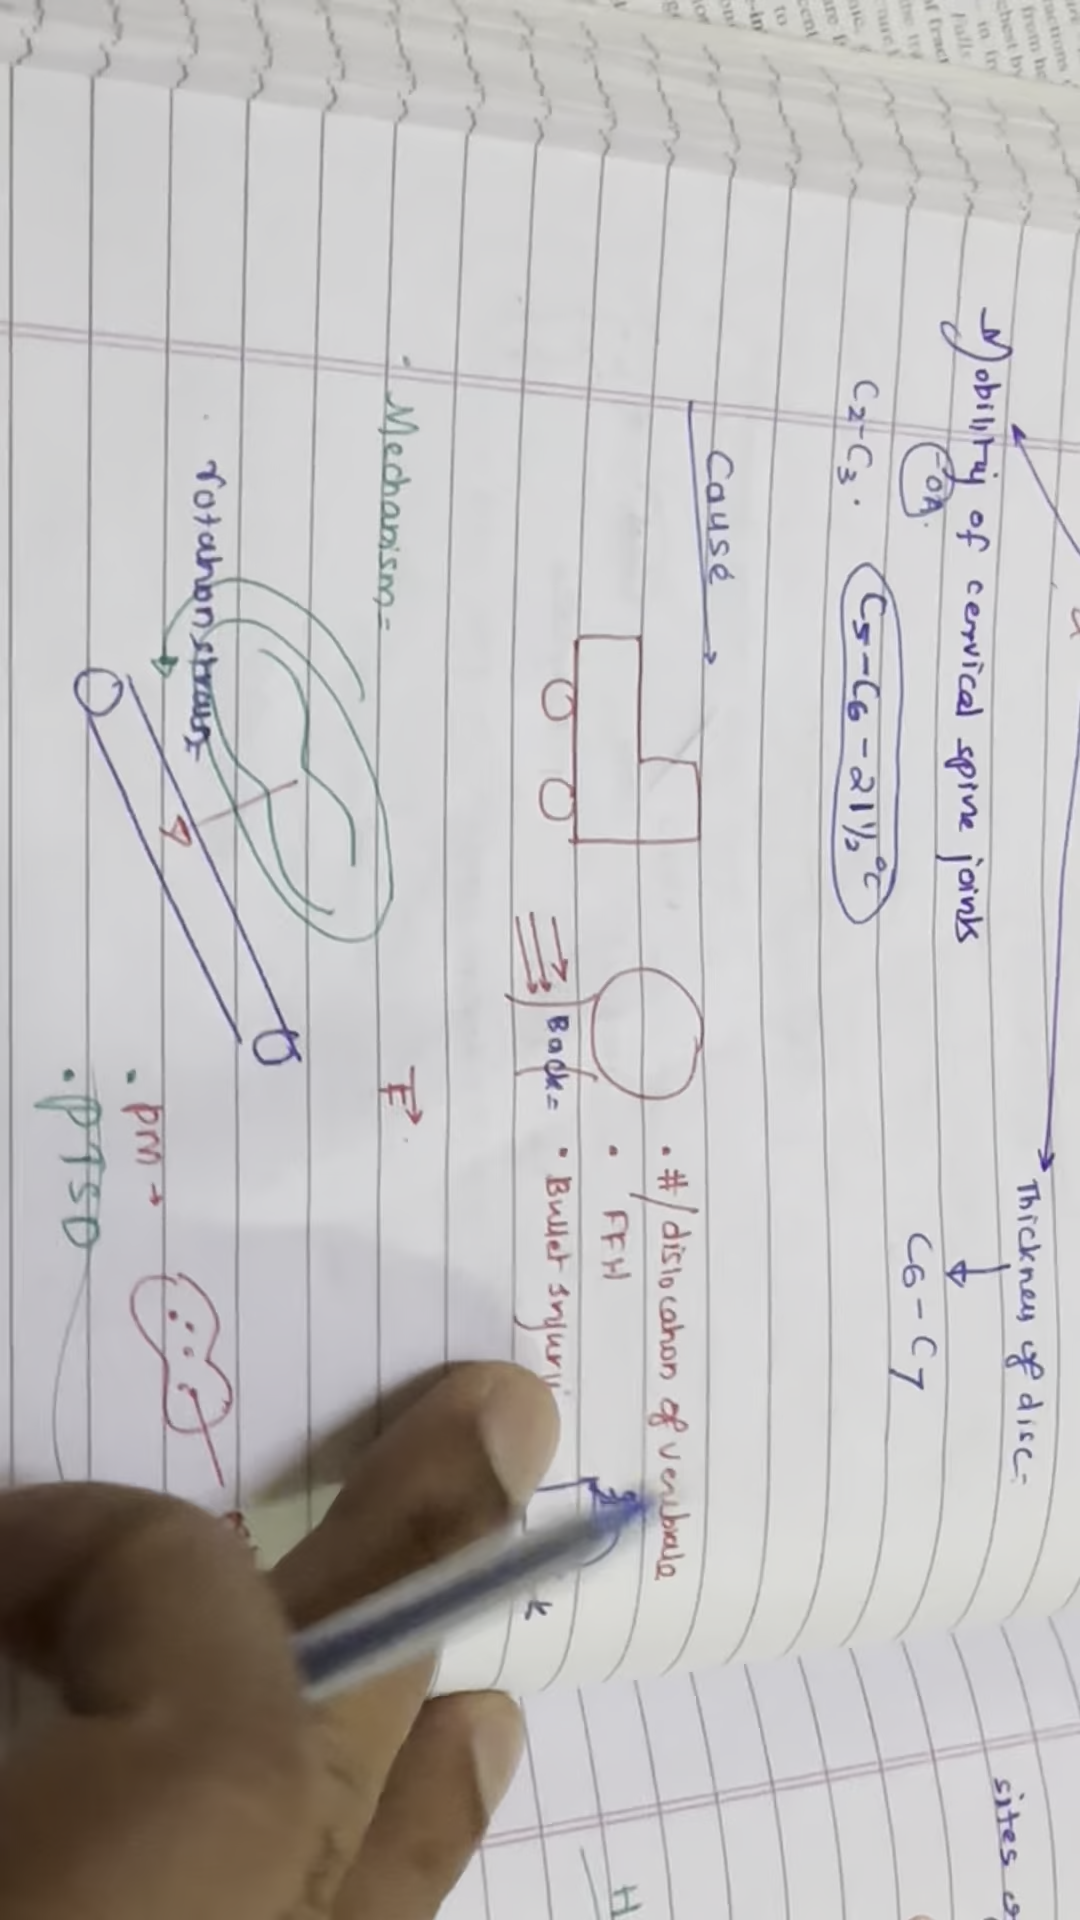 Thickness of disc-
Mobility of cervical spine joints
C6 - C7
OA.
C2-C3.
C5-C6 - 21½°C
Cause
• #/dislocation of vertebrale
• FFH
Back = • Bullet Injury
• Mechanism =
F
rotation strain
• pm →
• PTSD
sites
H